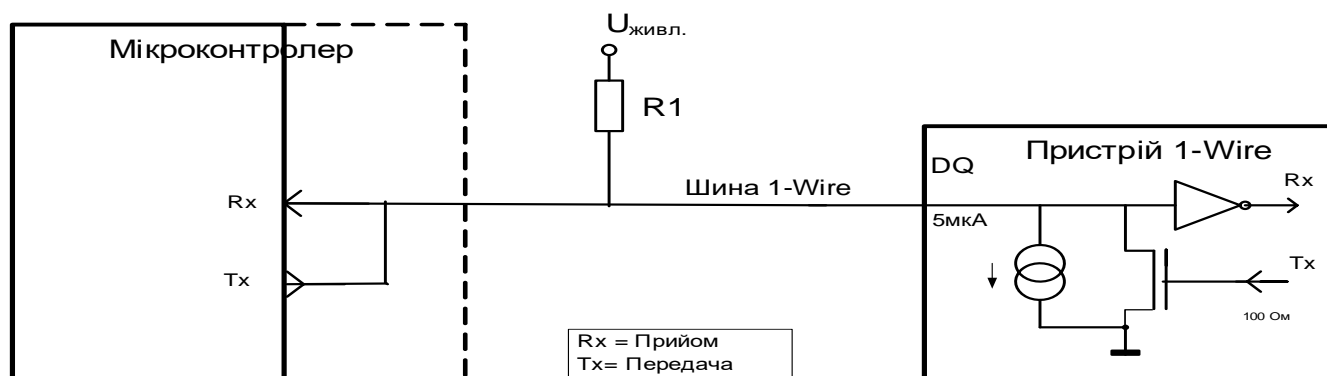 Мікроконтролер
Uживл.
R1
Пристрій 1-Wire
DQ
Шина 1-Wire
Rx
Rx
5мкА
Tx
Tx
100 Ом
Rx = Прийом
Tx= Передача